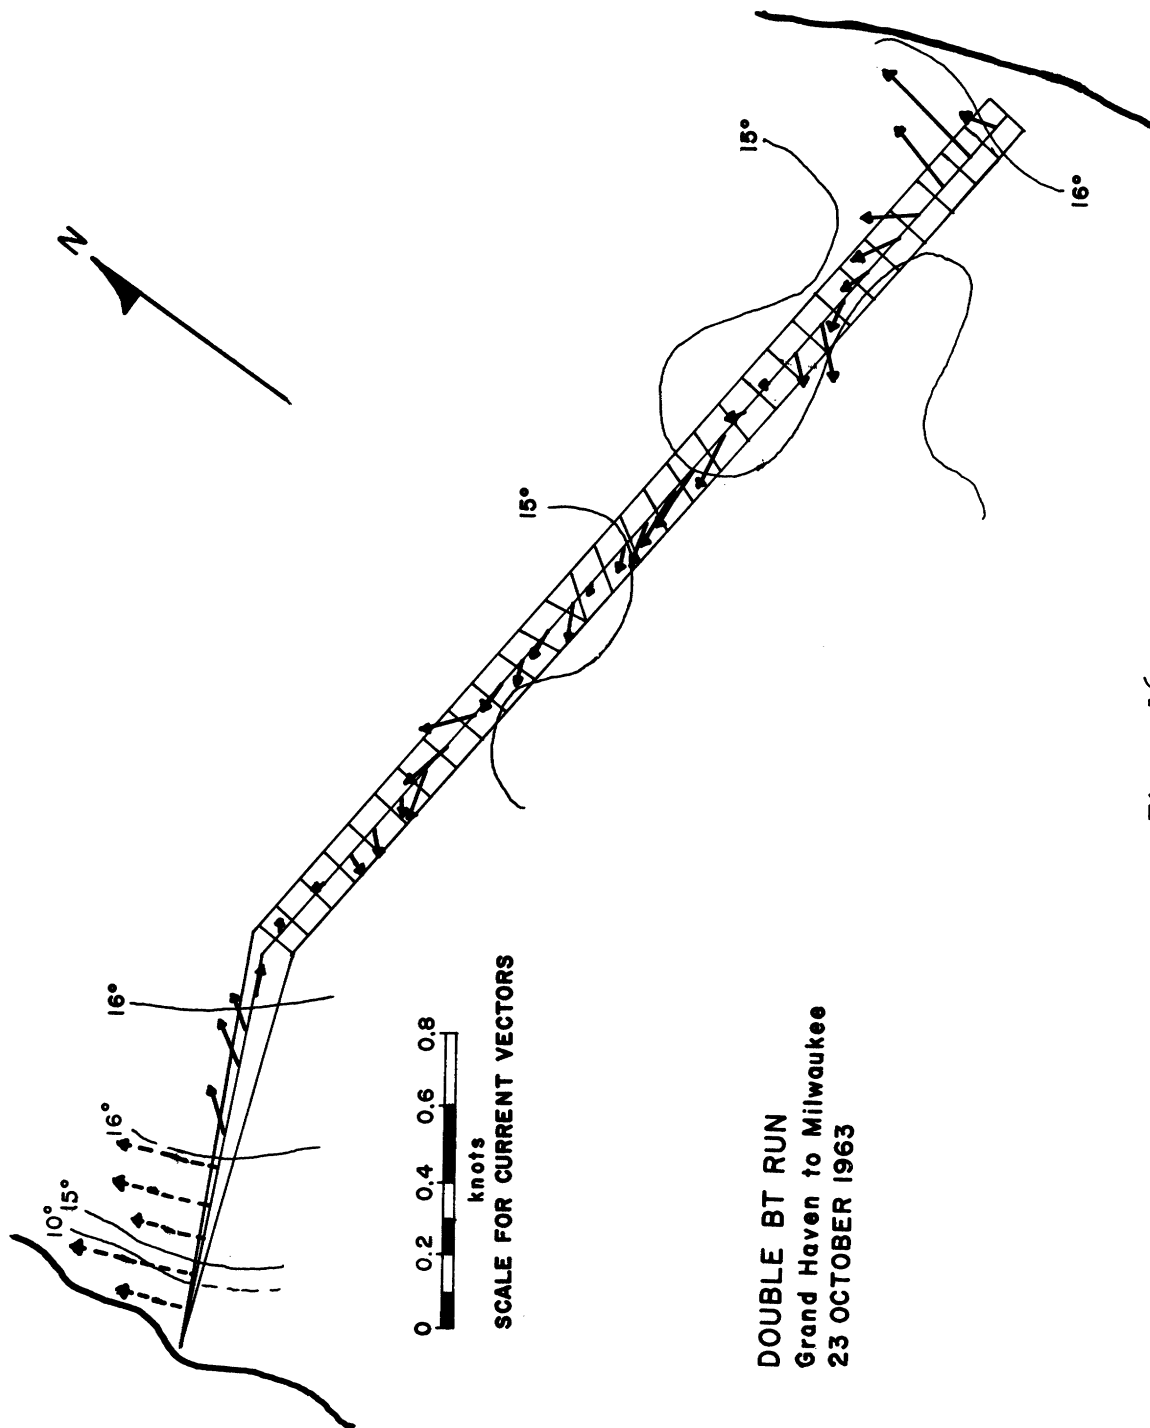 N
15°
16°
15°
16°
16°
15°
10°
0 0.2 0.4 0.6 0.8
knots
SCALE FOR CURRENT VECTORS
DOUBLE BT RUN
Grand Haven to Milwaukee
23 OCTOBER 1963